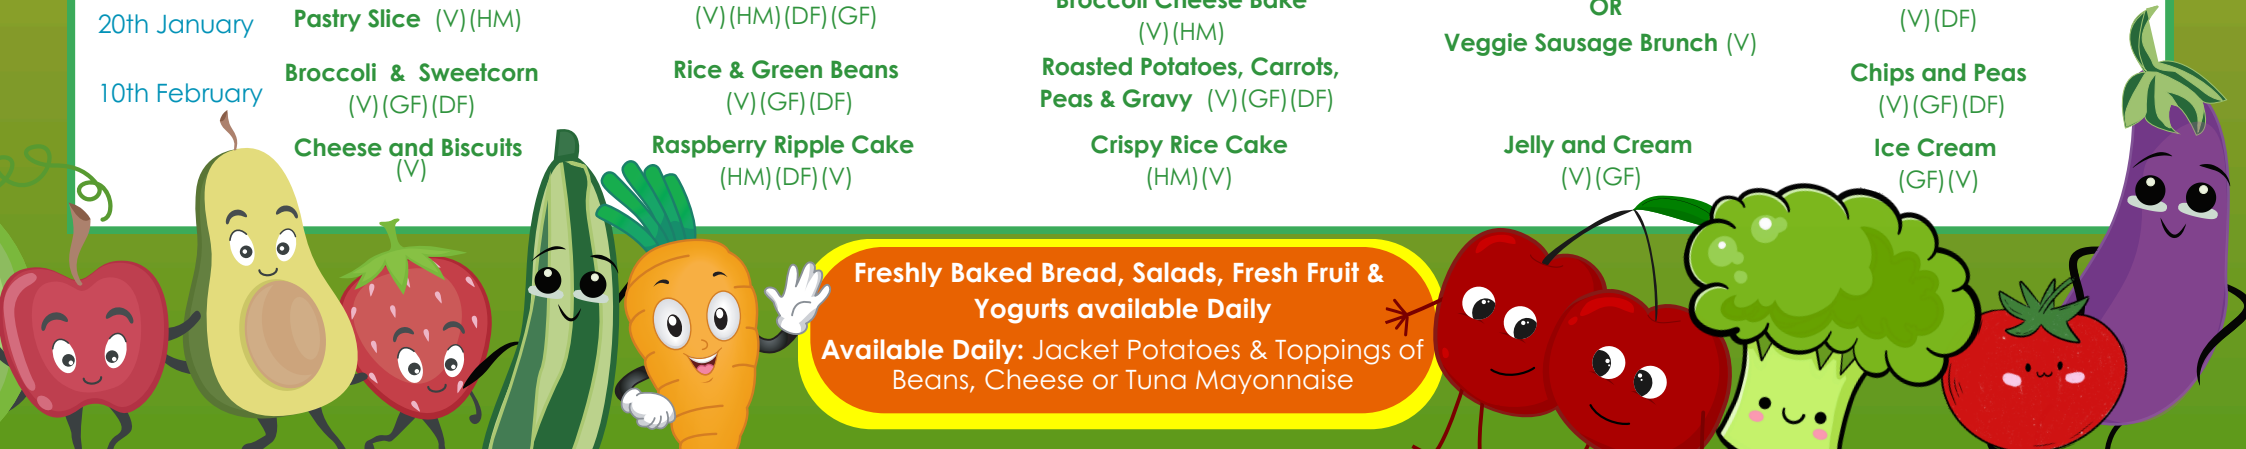 20th January
10th February
Pastry Slice (V)(HM)
Broccoli & Sweetcorn
(V)(GF)(DF)
Cheese and Biscuits
(V)
(V)(HM)(DF)(GF)
Rice & Green Beans
(V)(GF)(DF)
Raspberry Ripple Cake
(HM)(DF)(V)
Broccoli Cheese Bake
(V)(HM)
Roasted Potatoes, Carrots,
Peas & Gravy (V)(GF)(DF)
Crispy Rice Cake
(HM)(V)
OR
Veggie Sausage Brunch (V)
Jelly and Cream
(V)(GF)
(V)(DF)
Chips and Peas
(V)(GF)(DF)
Ice Cream
(GF)(V)
Freshly Baked Bread, Salads, Fresh Fruit &
Yogurts available Daily
Available Daily: Jacket Potatoes & Toppings of
Beans, Cheese or Tuna Mayonnaise